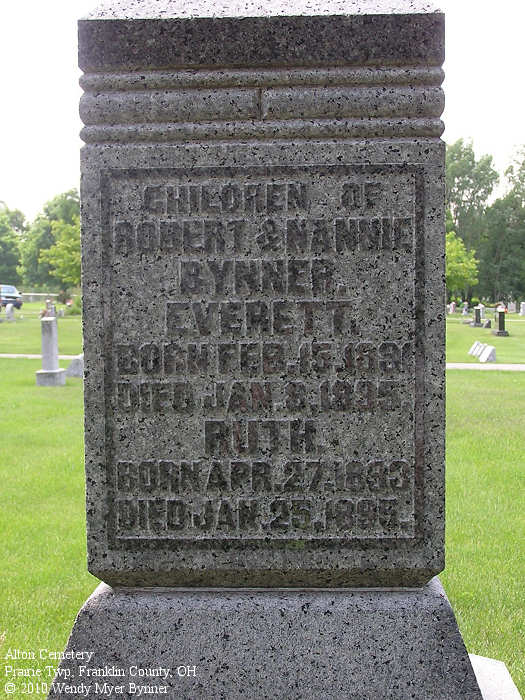 CHILDREN OF
ROBERT & NANNIE
BYNNER.
EVERETT.
BORN FEB. 15, 1891
DIED JAN. 8, 1895.
RUTH.
BORN APR. 27, 1893
DIED JAN. 25, 1895.
Alton Cemetery
Prairie Twp, Franklin County, OH
© 2010 Wendy Myer Bynner